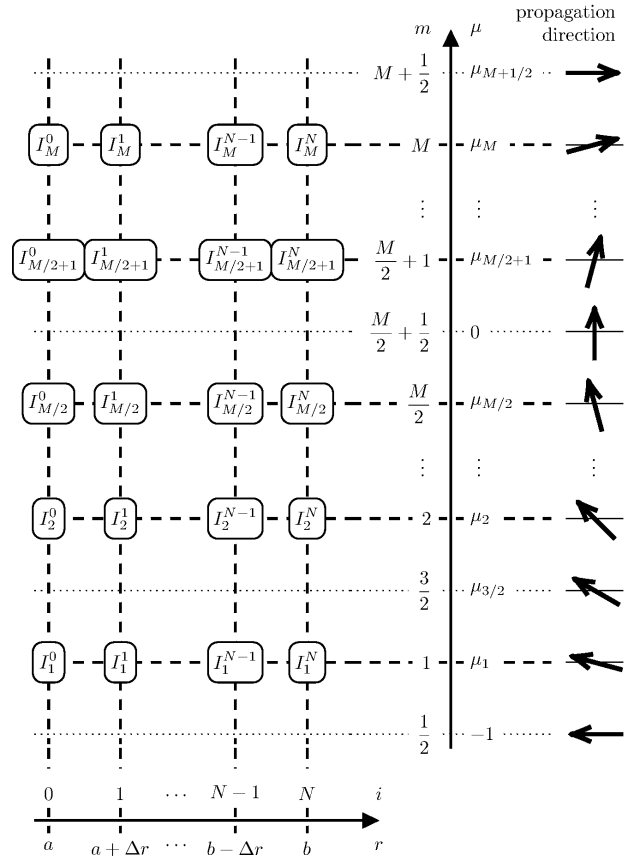 m μ propagation direction
M + 1/2 μ_{M+1/2}
I_M^0 I_M^1 I_M^{N−1} I_M^N M μ_M
⋮ ⋮ ⋮
I_{M/2+1}^0 I_{M/2+1}^1 I_{M/2+1}^{N−1} I_{M/2+1}^N M/2 + 1 μ_{M/2+1}
M/2 + 1/2 0
I_{M/2}^0 I_{M/2}^1 I_{M/2}^{N−1} I_{M/2}^N M/2 μ_{M/2}
⋮ ⋮ ⋮
I_2^0 I_2^1 I_2^{N−1} I_2^N 2 μ_2
3/2 μ_{3/2}
I_1^0 I_1^1 I_1^{N−1} I_1^N 1 μ_1
1/2 −1
0 1 ⋯ N − 1 N i
a a + Δr ⋯ b − Δr b r